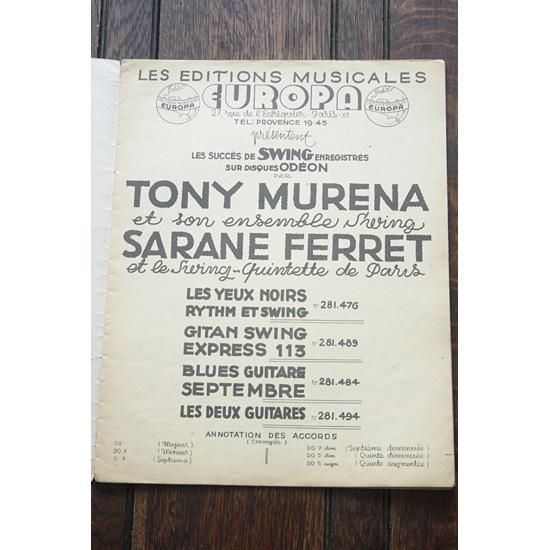 LES EDITIONS MUSICALES
EUROPA
EUROPA
EUROPA
27, rue de l'Echiquier - Paris - X1
TEL: PROVENCE 19-45
présentent
LES SUCCÈS DE SWING ENREGISTRÉS
SUR DISQUES ODÉON
PAR
TONY MURENA
et son ensemble Swing
SARANE FERRET
et le Swing-Quintette de Paris
LES YEUX NOIRS
RYTHM ET SWING n° 281.476
GITAN SWING
EXPRESS 113 n° 281.489
BLUES GUITARE
SEPTEMBRE n° 281.484
LES DEUX GUITARES n° 281.494
ANNOTATION DES ACCORDS
(Exemple)
DO (Majeur)
DO X (Mineur)
DO 7 (Septième)
DO 7 dim (Septième diminuée)
DO 5 dim (Quinte diminuée)
DO 5 augm (Quinte augmentée)